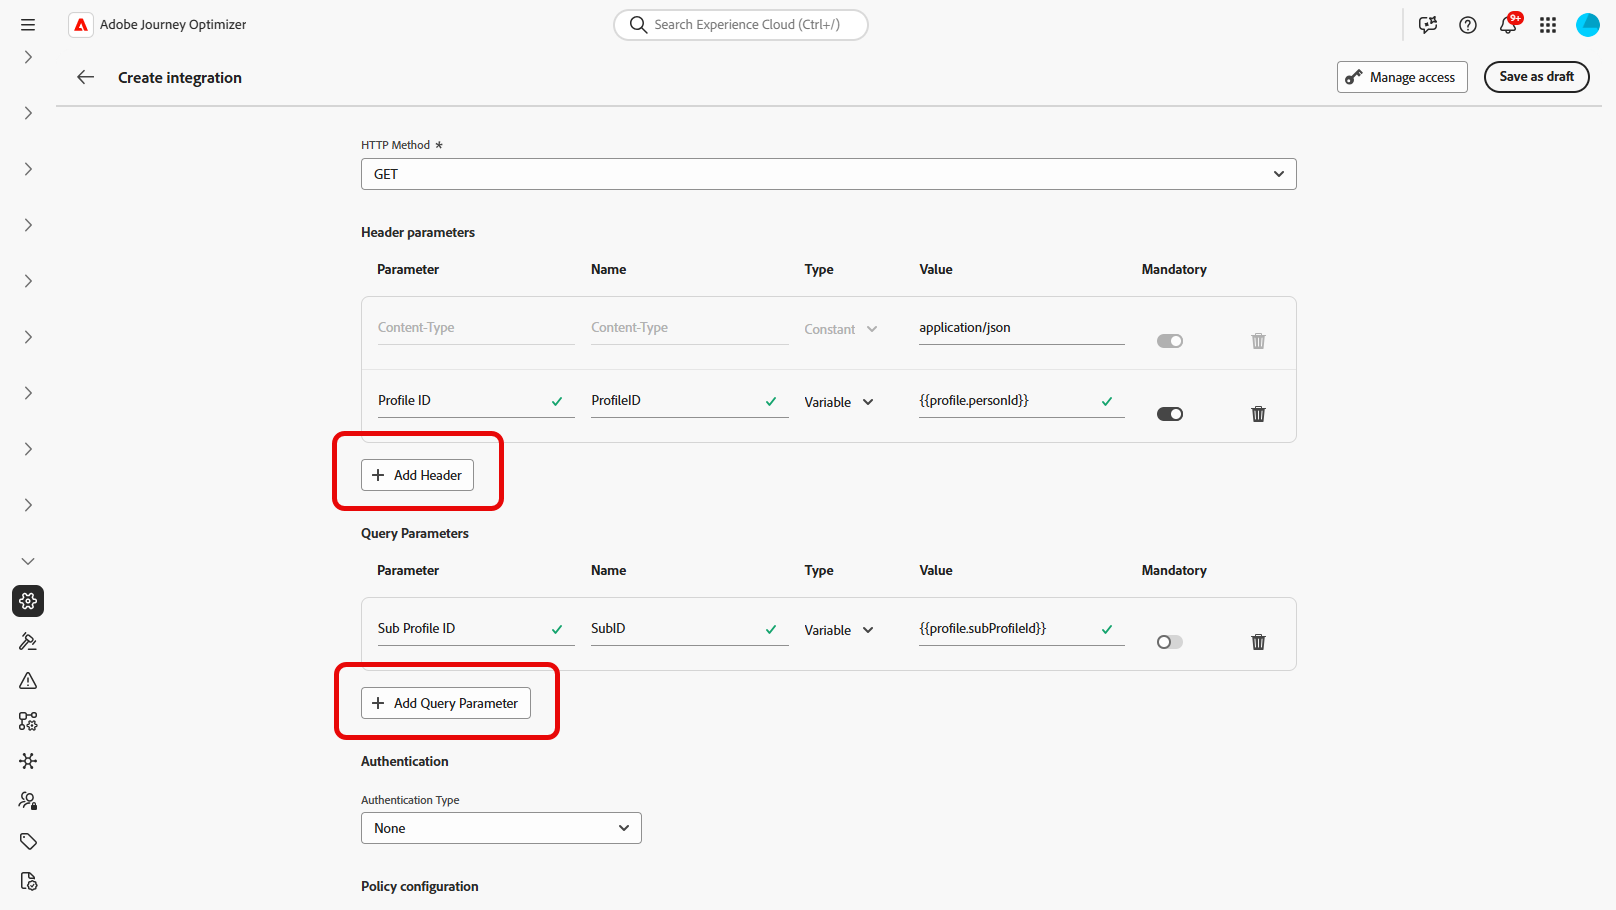 Adobe Journey Optimizer
Search Experience Cloud (Ctrl+/)
9+
Create integration
Manage access
Save as draft
HTTP Method *
GET
Header parameters
Parameter Name Type Value Mandatory
Content-Type Content-Type Constant application/json
Profile ID ProfileID Variable {{profile.personId}}
+ Add Header
Query Parameters
Parameter Name Type Value Mandatory
Sub Profile ID SubID Variable {{profile.subProfileId}}
+ Add Query Parameter
Authentication
Authentication Type
None
Policy configuration